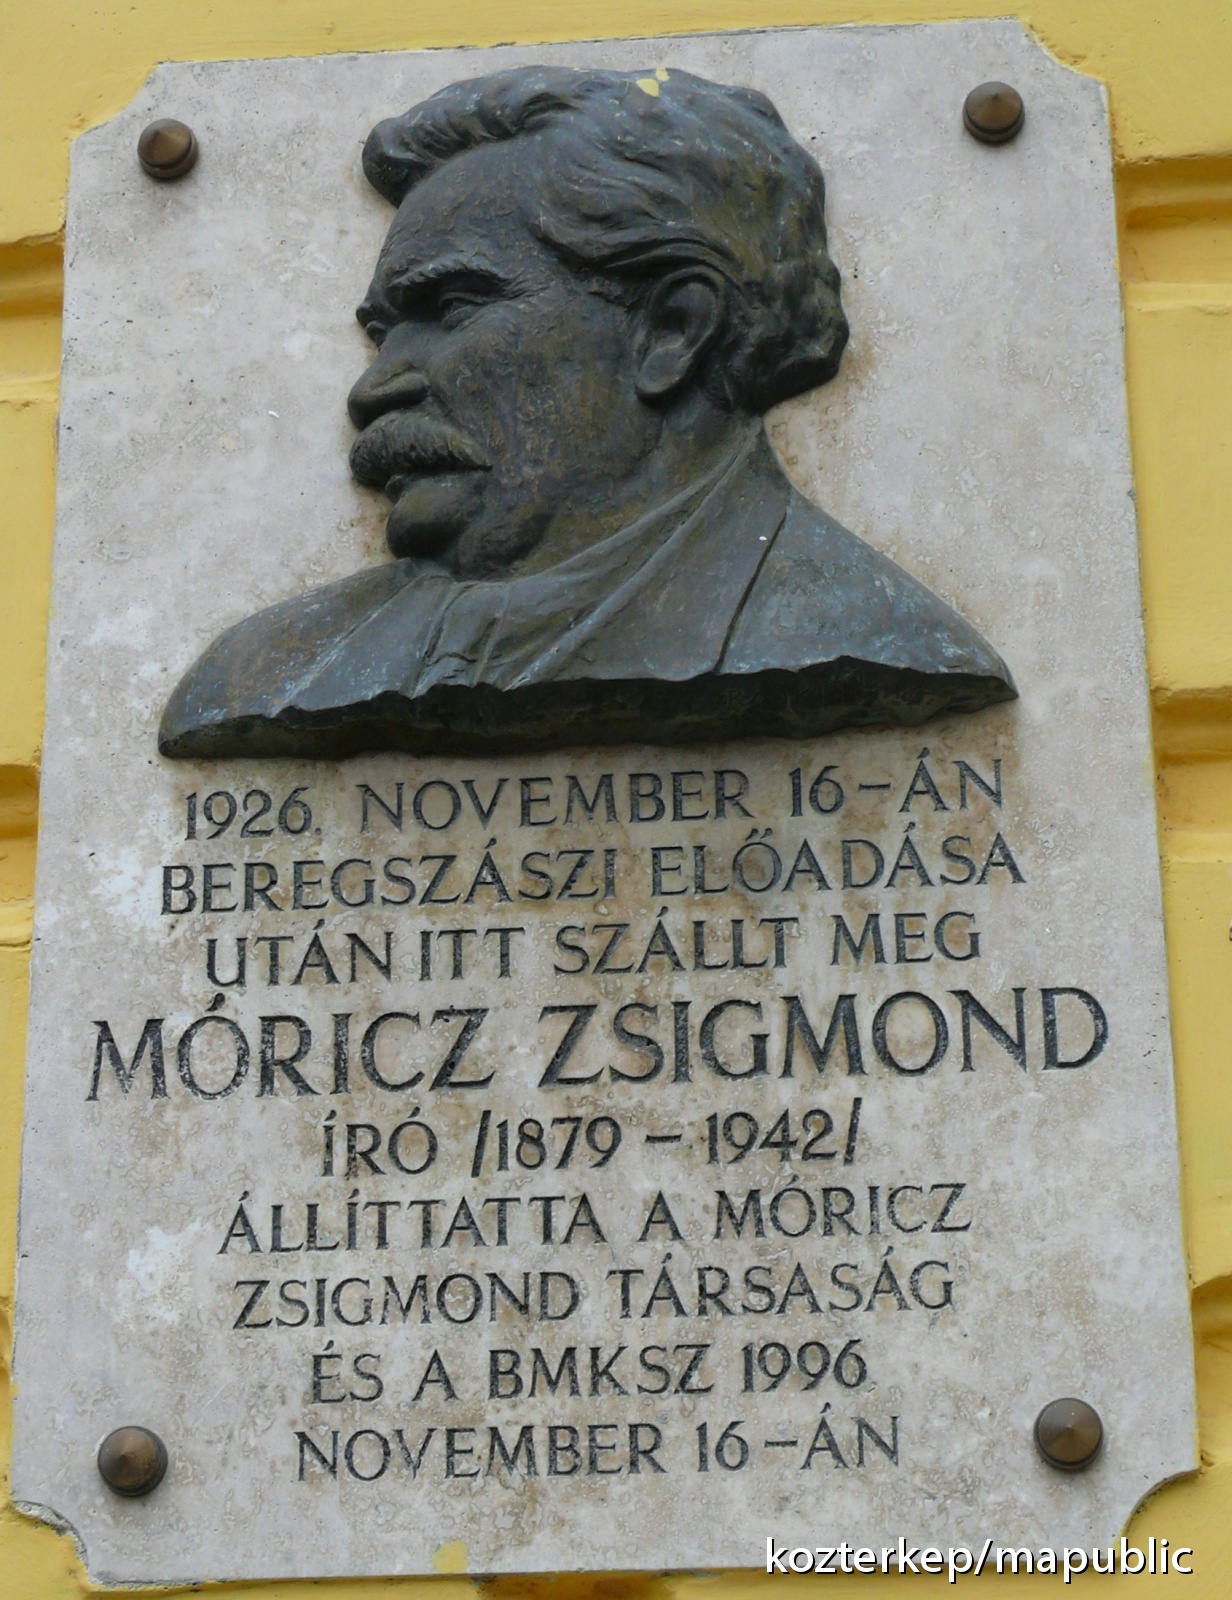 1926. NOVEMBER 16-ÁN
BEREGSZÁSZI ELŐADÁSA
UTÁN ITT SZÁLLT MEG
MÓRICZ ZSIGMOND
ÍRÓ /1879 - 1942/
ÁLLÍTTATTA A MÓRICZ
ZSIGMOND TÁRSASÁG
ÉS A BMKSZ 1996
NOVEMBER 16-ÁN
kozterkep/mapublic